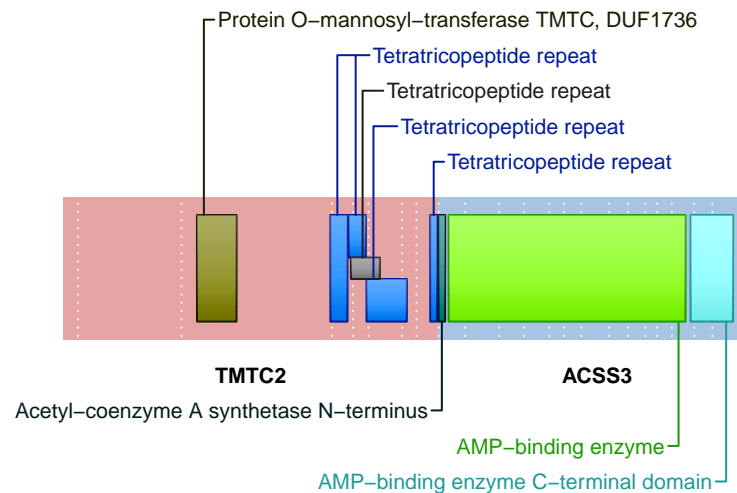 Protein O−mannosyl−transferase TMTC, DUF1736
Tetratricopeptide repeat
Tetratricopeptide repeat
Tetratricopeptide repeat
Tetratricopeptide repeat
TMTC2
ACSS3
Acetyl−coenzyme A synthetase N−terminus
AMP−binding enzyme
AMP−binding enzyme C−terminal domain